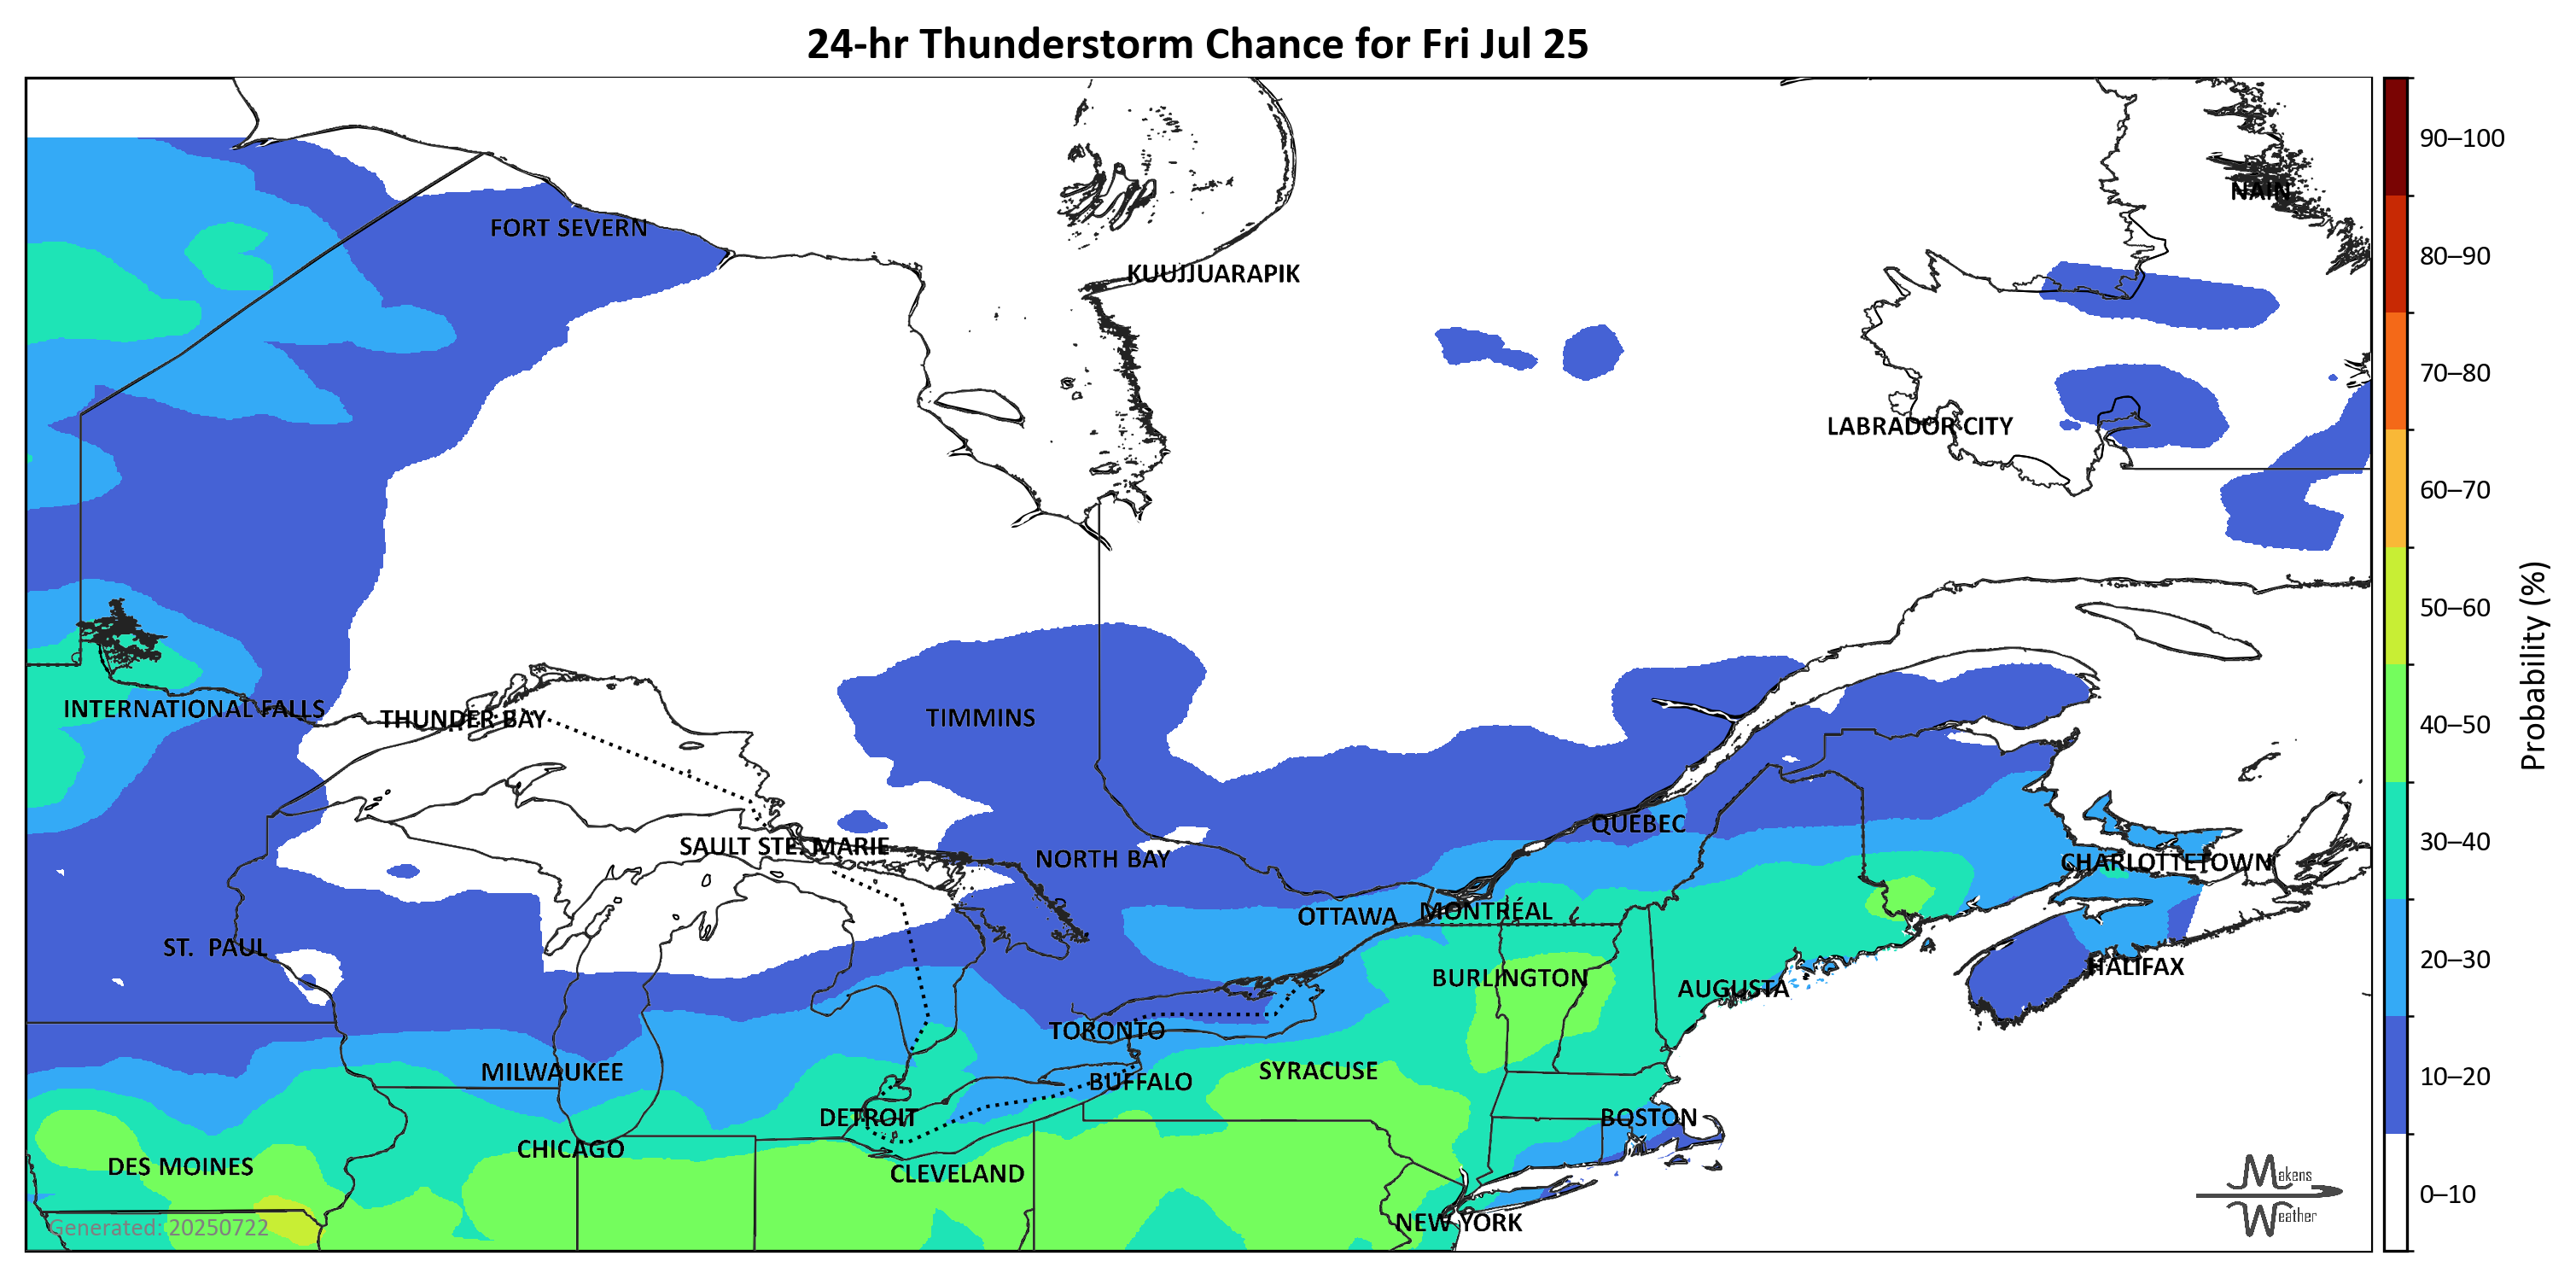 24-hr Thunderstorm Chance for Fri Jul 25
90–100
NAIN
FORT SEVERN
80–90
KUUJJUARAPIK
70–80
LABRADOR CITY
60–70
50–60
Probability (%)
INTERNATIONAL FALLS
THUNDER BAY
TIMMINS
40–50
QUEBEC
SAULT STE. MARIE
30–40
NORTH BAY
CHARLOTTETOWN
OTTAWA
MONTRÉAL
ST. PAUL
20–30
HALIFAX
BURLINGTON
AUGUSTA
TORONTO
SYRACUSE
MILWAUKEE
10–20
BUFFALO
DETROIT
BOSTON
CHICAGO
DES MOINES
CLEVELAND
Makens
0–10
Weather
NEW YORK
Generated: 20250722